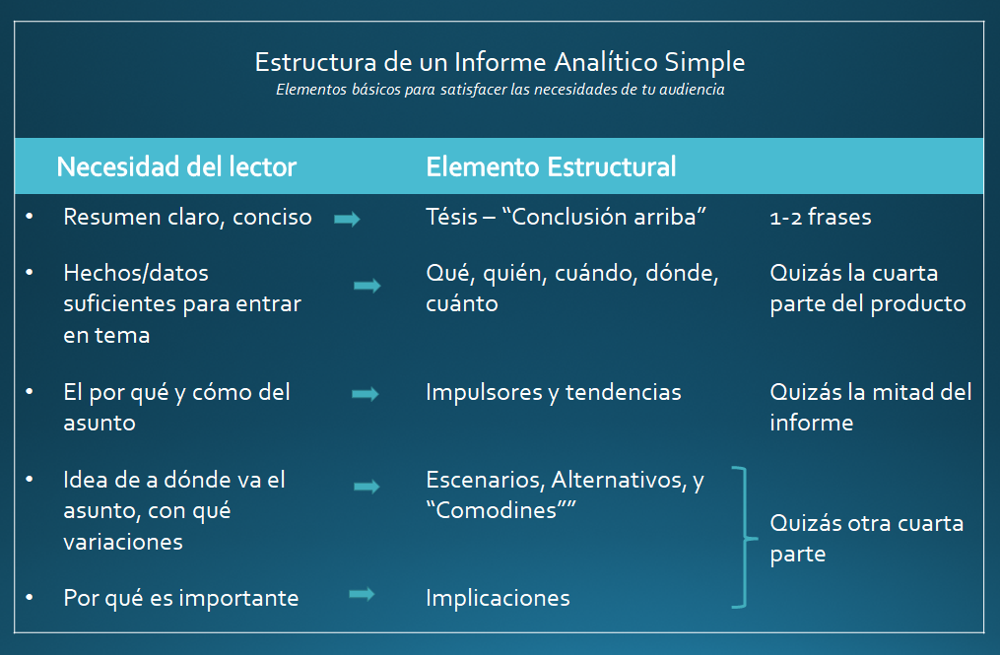 Estructura de un Informe Analítico Simple
Elementos básicos para satisfacer las necesidades de tu audiencia
Necesidad del lector
Elemento Estructural
• Resumen claro, conciso
Tésis – “Conclusión arriba”
1-2 frases
• Hechos/datos
suficientes para entrar
en tema
Qué, quién, cuándo, dónde,
cuánto
Quizás la cuarta
parte del producto
• El por qué y cómo del
asunto
Impulsores y tendencias
Quizás la mitad del
informe
• Idea de a dónde va el
asunto, con qué
variaciones
Escenarios, Alternativos, y
“Comodines””
Quizás otra cuarta
parte
• Por qué es importante
Implicaciones